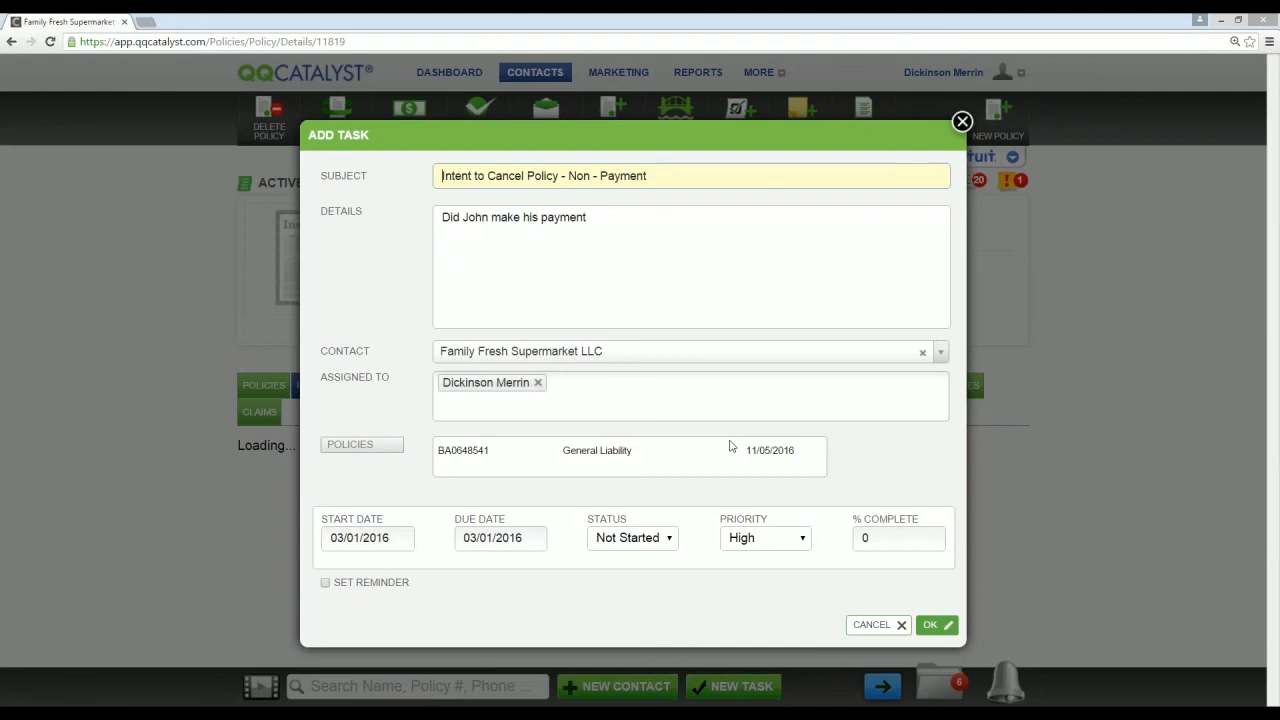 Family Fresh Supermarket
https://app.qqcatalyst.com/Policies/Policy/Details/11819
QQCATALYST® DASHBOARD CONTACTS MARKETING REPORTS MORE Dickinson Merrin
DELETE POLICY NEW POLICY
ADD TASK
ACTIVE
20 1
SUBJECT Intent to Cancel Policy - Non - Payment
DETAILS Did John make his payment
CONTACT Family Fresh Supermarket LLC
ASSIGNED TO Dickinson Merrin
POLICIES
CLAIMS
Loading...
POLICIES BA0648541 General Liability 11/05/2016
START DATE DUE DATE STATUS PRIORITY % COMPLETE
03/01/2016 03/01/2016 Not Started High 0
SET REMINDER
CANCEL OK
Search Name, Policy #, Phone ... NEW CONTACT NEW TASK 6